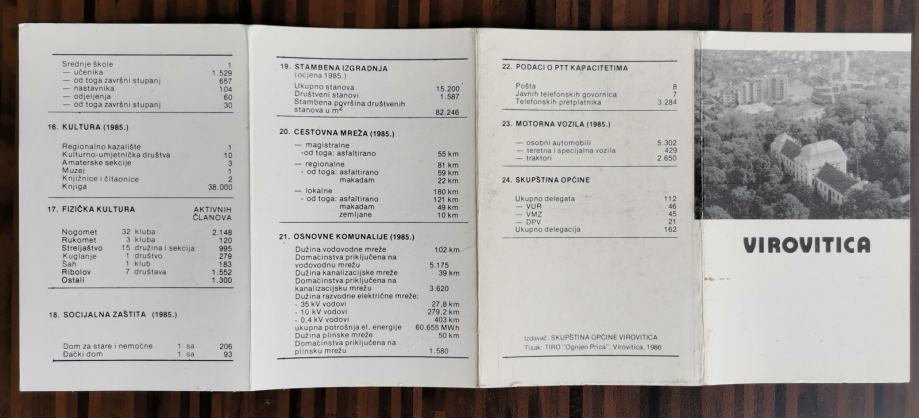 Srednje škole 1
— učenika 1.529
— od toga završni stupanj 657
— nastavnika 104
— odjeljenja 60
— od toga završni stupanj 30
16. KULTURA (1985.)
Regionalno kazalište 1
Kulturno-umjetnička društva 10
Amaterske sekcije 3
Muzej 1
Knjižnice i čitaonice 2
Knjiga 38.000
17. FIZIČKA KULTURA AKTIVNIH
ČLANOVA
Nogomet 32 kluba 2.148
Rukomet 3 kluba 120
Streljaštvo 15 družina i sekcija 995
Kuglanje 1 društvo 279
Šah 1 klub 183
Ribolov 7 društava 1.552
Ostali 1.300
18. SOCIJALNA ZAŠTITA (1985.)
Dom za stare i nemoćne 1 sa 206
Đački dom 1 sa 93
19. STAMBENA IZGRADNJA
(ocjena 1985.)
Ukupno stanova 15.200
Društveni stanovi 1.587
Stambena pgvršina društvenih
stanova u m2 82.246
20. CESTOVNA MREŽA (1985.)
— magistralne
-od toga: asfaltirano 55 km
— regionalne 81 km
- od toga: asfaltirano 59 km
makadam 22 km
— lokalne 180 km
- od toga: asfaltirano 121 km
makadam 49 km
zemljane 10 km
21. OSNOVNE KOMUNALIJE (1985.)
Dužina vodovodne mreže 102 km
Domaćinstva priključena na
vodovodnu mrežu 5.175
Dužina kanalizacijske mreže 39 km
Domaćinstva priključena na
kanalizacijsku mrežu 3.620
Dužina razvodne električne mreže:
- 35 kV vodovi 27,8 km
- 10 kV vodovi 279,2 km
- 0,4 kV vodovi 403 km
ukupna potrošnja el. energije 60.655 MWh
Dužina plinske mreže 50 km
Domaćinstva priključena na
plinsku mrežu 1.580
22. PODACI O PTT KAPACITETIMA
Pošta 8
Javnih telefonskih govornica 7
Telefonskih pretplatnika 3.284
23. MOTORNA VOZILA (1985.)
— osobni automobili 5.302
— teretna i specijalna vozila 429
— traktori 2.650
24. SKUPŠTINA OPĆINE
Ukupno delegata 112
— VUR 46
— VMZ 45
— DPV 21
Ukupno delegacija 162
Izdavač: SKUPŠTINA OPĆINE VIROVITICA
Tisak: TIRO "Ognjen Prica", Virovitica, 1986
VIROVITICA